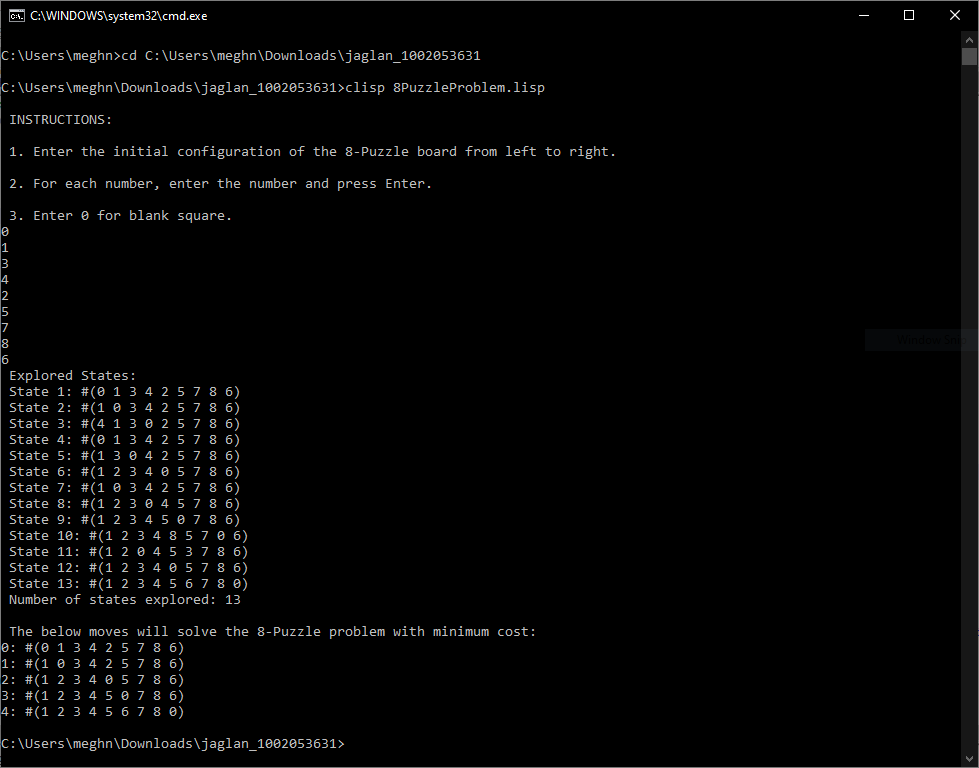 C:\WINDOWS\system32\cmd.exe
C:\Users\meghn>cd C:\Users\meghn\Downloads\jaglan_1002053631
C:\Users\meghn\Downloads\jaglan_1002053631>clisp 8PuzzleProblem.lisp
INSTRUCTIONS:
1. Enter the initial configuration of the 8-Puzzle board from left to right.
2. For each number, enter the number and press Enter.
3. Enter 0 for blank square.
0
1
3
4
2
5
7
8
6
Explored States:
State 1: #(0 1 3 4 2 5 7 8 6)
State 2: #(1 0 3 4 2 5 7 8 6)
State 3: #(4 1 3 0 2 5 7 8 6)
State 4: #(0 1 3 4 2 5 7 8 6)
State 5: #(1 3 0 4 2 5 7 8 6)
State 6: #(1 2 3 4 0 5 7 8 6)
State 7: #(1 0 3 4 2 5 7 8 6)
State 8: #(1 2 3 0 4 5 7 8 6)
State 9: #(1 2 3 4 5 0 7 8 6)
State 10: #(1 2 3 4 8 5 7 0 6)
State 11: #(1 2 0 4 5 3 7 8 6)
State 12: #(1 2 3 4 0 5 7 8 6)
State 13: #(1 2 3 4 5 6 7 8 0)
Number of states explored: 13
The below moves will solve the 8-Puzzle problem with minimum cost:
0: #(0 1 3 4 2 5 7 8 6)
1: #(1 0 3 4 2 5 7 8 6)
2: #(1 2 3 4 0 5 7 8 6)
3: #(1 2 3 4 5 0 7 8 6)
4: #(1 2 3 4 5 6 7 8 0)
C:\Users\meghn\Downloads\jaglan_1002053631>
Window Snip